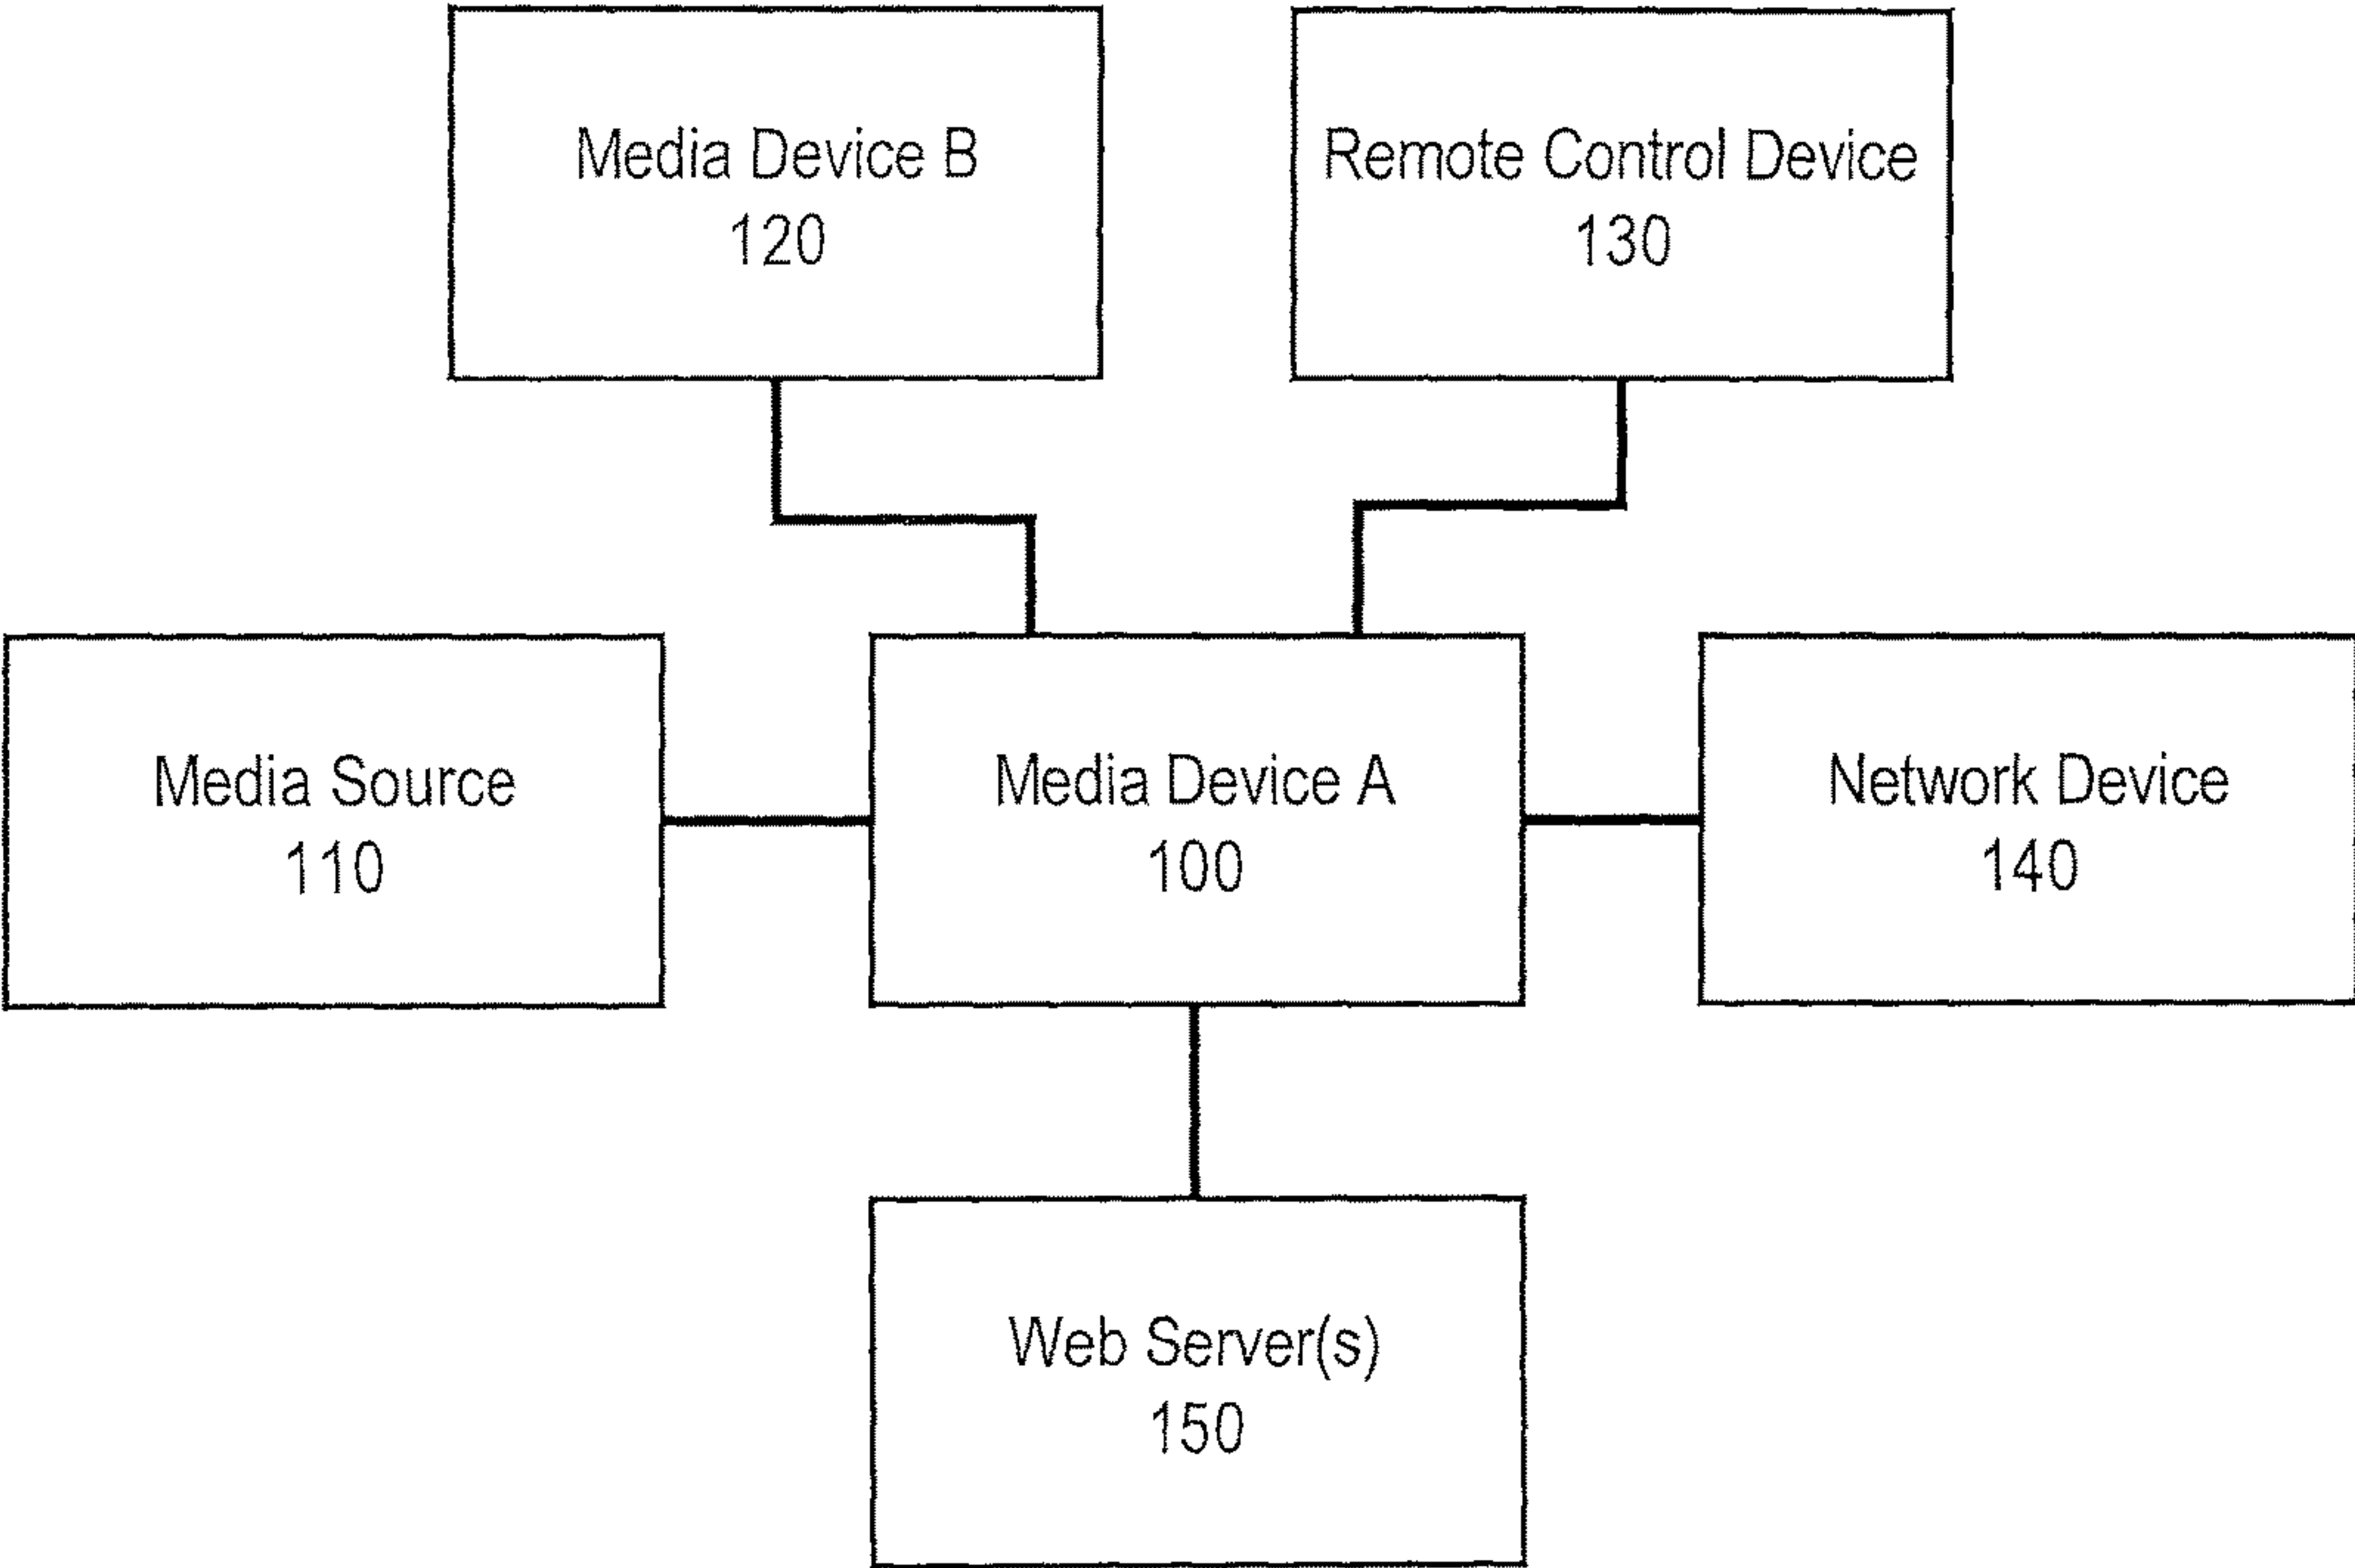 Media Device B
120
Remote Control Device
130
Media Source
110
Media Device A
100
Network Device
140
Web Server(s)
150